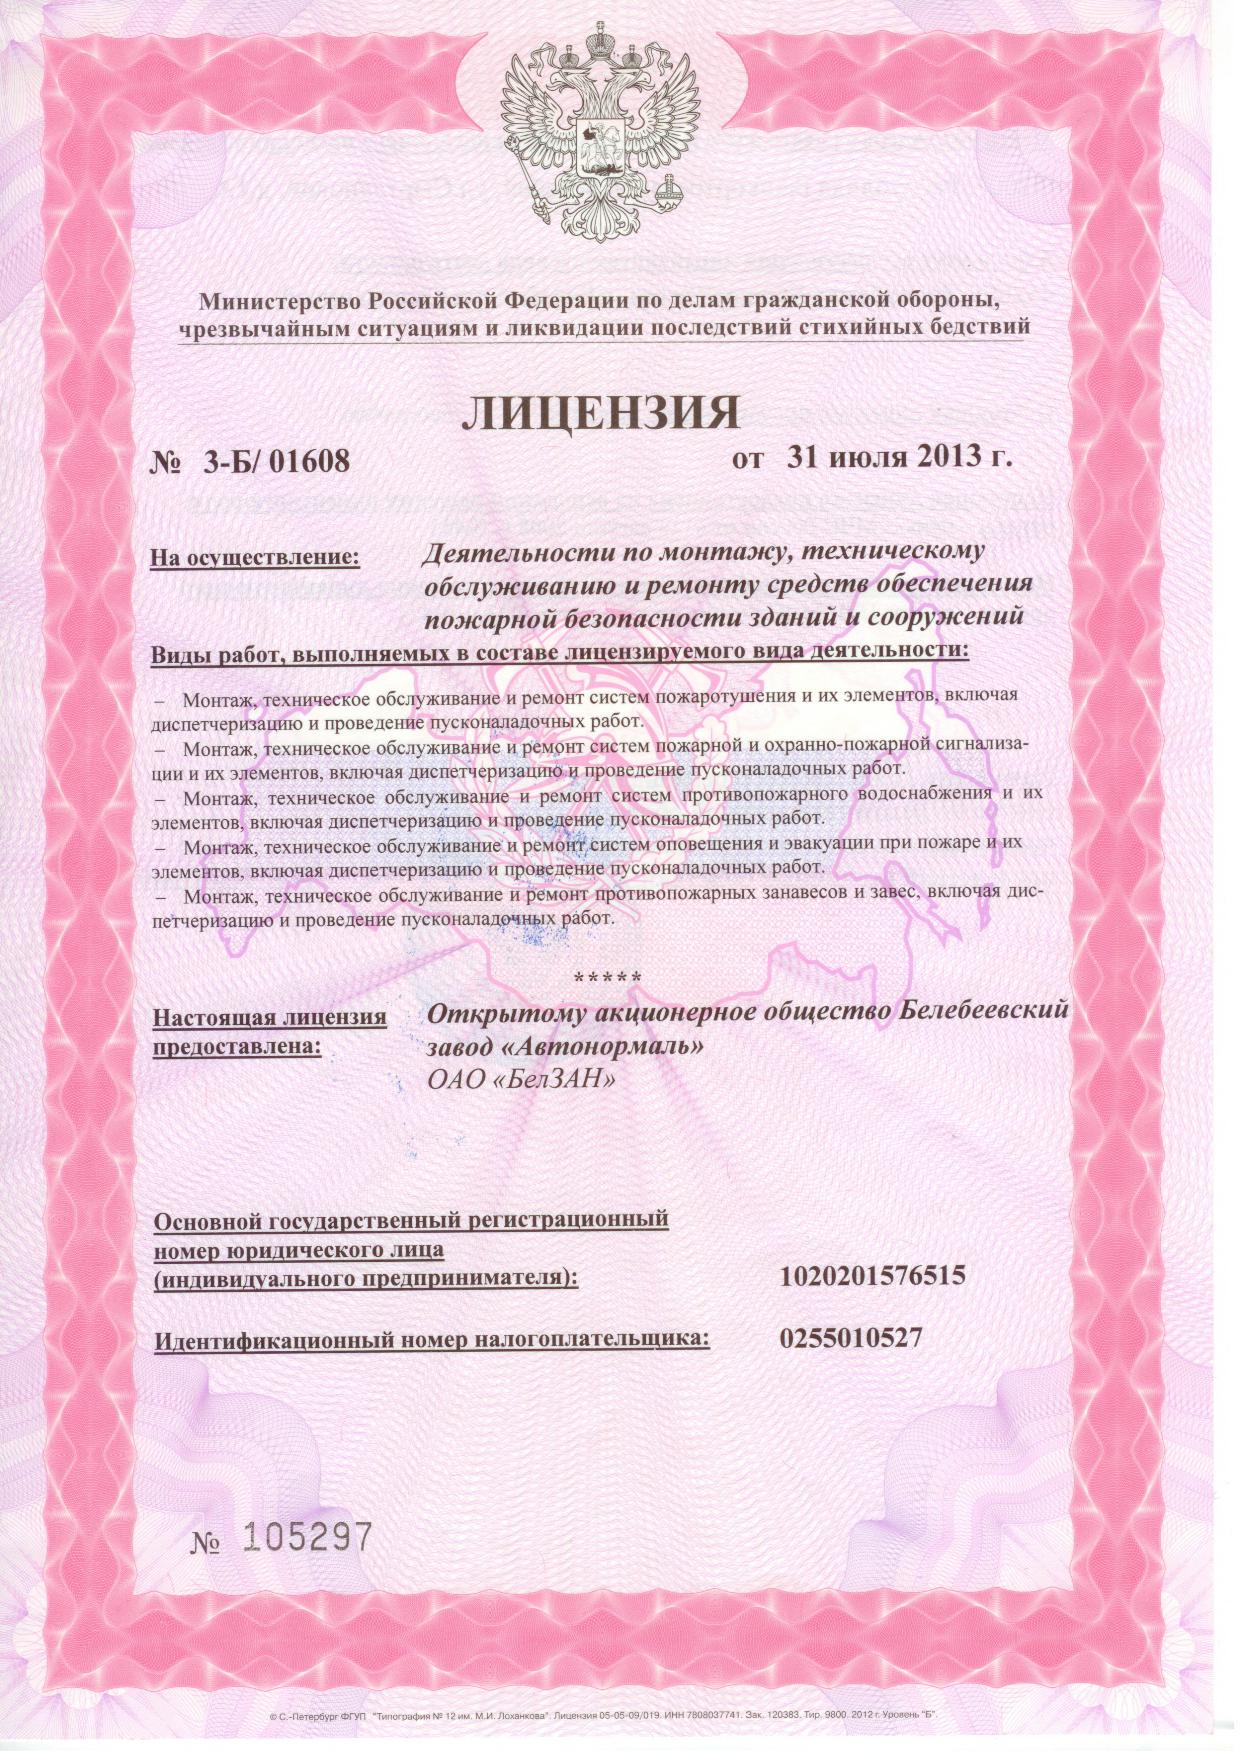 Министерство Российской Федерации по делам гражданской обороны,
чрезвычайным ситуациям и ликвидации последствий стихийных бедствий
ЛИЦЕНЗИЯ
№ 3-Б/ 01608 от 31 июля 2013 г.
На осуществление: Деятельности по монтажу, техническому
обслуживанию и ремонту средств обеспечения
пожарной безопасности зданий и сооружений
Виды работ, выполняемых в составе лицензируемого вида деятельности:
– Монтаж, техническое обслуживание и ремонт систем пожаротушения и их элементов, включая
диспетчеризацию и проведение пусконаладочных работ.
– Монтаж, техническое обслуживание и ремонт систем пожарной и охранно-пожарной сигнализа-
ции и их элементов, включая диспетчеризацию и проведение пусконаладочных работ.
– Монтаж, техническое обслуживание и ремонт систем противопожарного водоснабжения и их
элементов, включая диспетчеризацию и проведение пусконаладочных работ.
– Монтаж, техническое обслуживание и ремонт систем оповещения и эвакуации при пожаре и их
элементов, включая диспетчеризацию и проведение пусконаладочных работ.
– Монтаж, техническое обслуживание и ремонт противопожарных занавесов и завес, включая дис-
петчеризацию и проведение пусконаладочных работ.
*****
Настоящая лицензия Открытому акционерное общество Белебеевский
предоставлена: завод «Автонормаль»
ОАО «БелЗАН»
Основной государственный регистрационный
номер юридического лица
(индивидуального предпринимателя): 1020201576515
Идентификационный номер налогоплательщика: 0255010527
№ 105297
© С.-Петербург ФГУП "Типография № 12 им. М.И. Лоханкова". Лицензия 05-05-09/019. ИНН 7808037741. Зак. 120383. Тир. 9800. 2012 г. Уровень "Б".